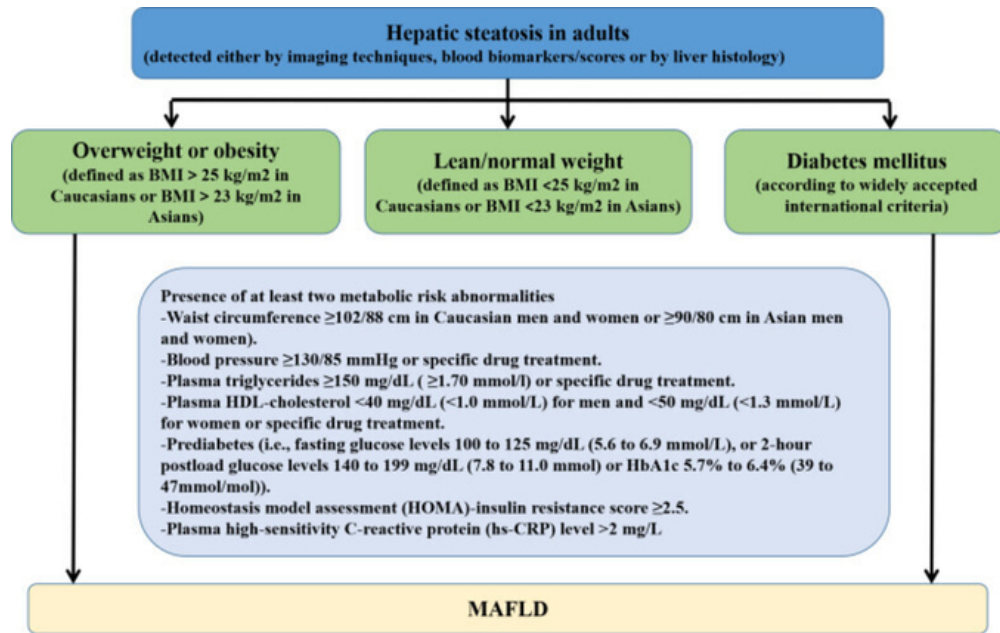 Hepatic steatosis in adults
(detected either by imaging techniques, blood biomarkers/scores or by liver histology)
Overweight or obesity
(defined as BMI > 25 kg/m2 in
Caucasians or BMI > 23 kg/m2 in
Asians)
Lean/normal weight
(defined as BMI <25 kg/m2 in
Caucasians or BMI <23 kg/m2 in Asians)
Diabetes mellitus
(according to widely accepted
international criteria)
Presence of at least two metabolic risk abnormalities
-Waist circumference ≥102/88 cm in Caucasian men and women or ≥90/80 cm in Asian men
and women).
-Blood pressure ≥130/85 mmHg or specific drug treatment.
-Plasma triglycerides ≥150 mg/dL ( ≥1.70 mmol/l) or specific drug treatment.
-Plasma HDL-cholesterol <40 mg/dL (<1.0 mmol/L) for men and <50 mg/dL (<1.3 mmol/L)
for women or specific drug treatment.
-Prediabetes (i.e., fasting glucose levels 100 to 125 mg/dL (5.6 to 6.9 mmol/L), or 2-hour
postload glucose levels 140 to 199 mg/dL (7.8 to 11.0 mmol) or HbA1c 5.7% to 6.4% (39 to
47mmol/mol)).
-Homeostasis model assessment (HOMA)-insulin resistance score ≥2.5.
-Plasma high-sensitivity C-reactive protein (hs-CRP) level >2 mg/L
MAFLD